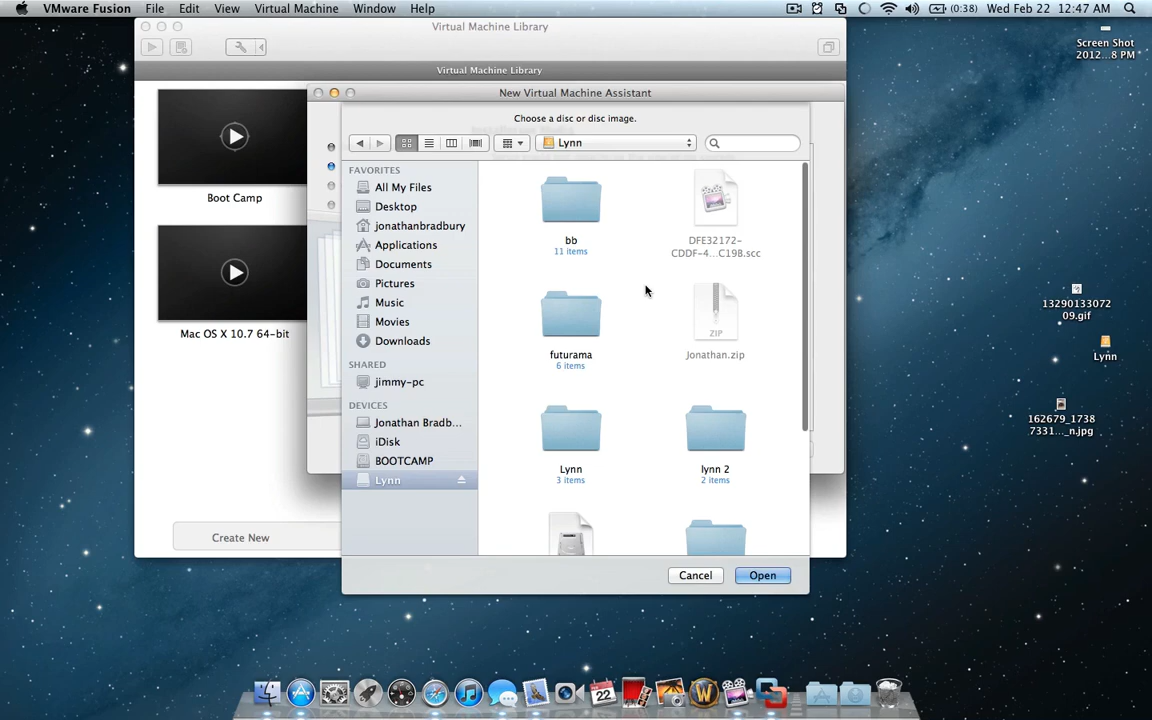 VMware Fusion File Edit View Virtual Machine Window Help (0:38) Wed Feb 22 12:47 AM
Virtual Machine Library
Virtual Machine Library
New Virtual Machine Assistant
Choose a disc or disc image.
Lynn
FAVORITES
All My Files
Desktop
jonathanbradbury
Applications
Documents
Pictures
Music
Movies
Downloads
SHARED
jimmy-pc
DEVICES
Jonathan Bradb...
iDisk
BOOTCAMP
Lynn
bb
11 items
DFE32172-
CDDF-4...C19B.scc
futurama
6 items
ZIP
Jonathan.zip
Lynn
3 items
lynn 2
2 items
Cancel
Open
Boot Camp
Mac OS X 10.7 64-bit
Create New
Screen Shot
2012...8 PM
13290133072
09.gif
Lynn
162679_1738
7331..._n.jpg
22